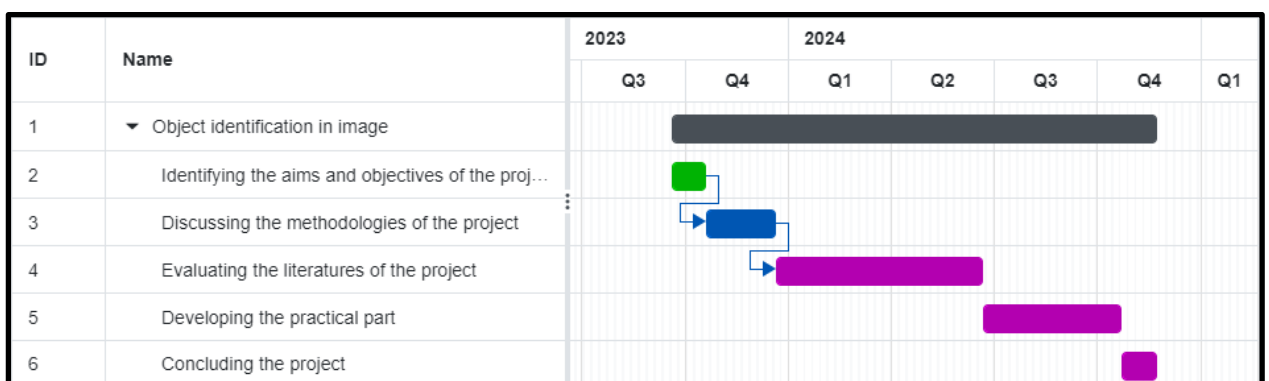 ID Name 2023 2024
Q3 Q4 Q1 Q2 Q3 Q4 Q1
1 Object identification in image
2 Identifying the aims and objectives of the proj...
3 Discussing the methodologies of the project
4 Evaluating the literatures of the project
5 Developing the practical part
6 Concluding the project